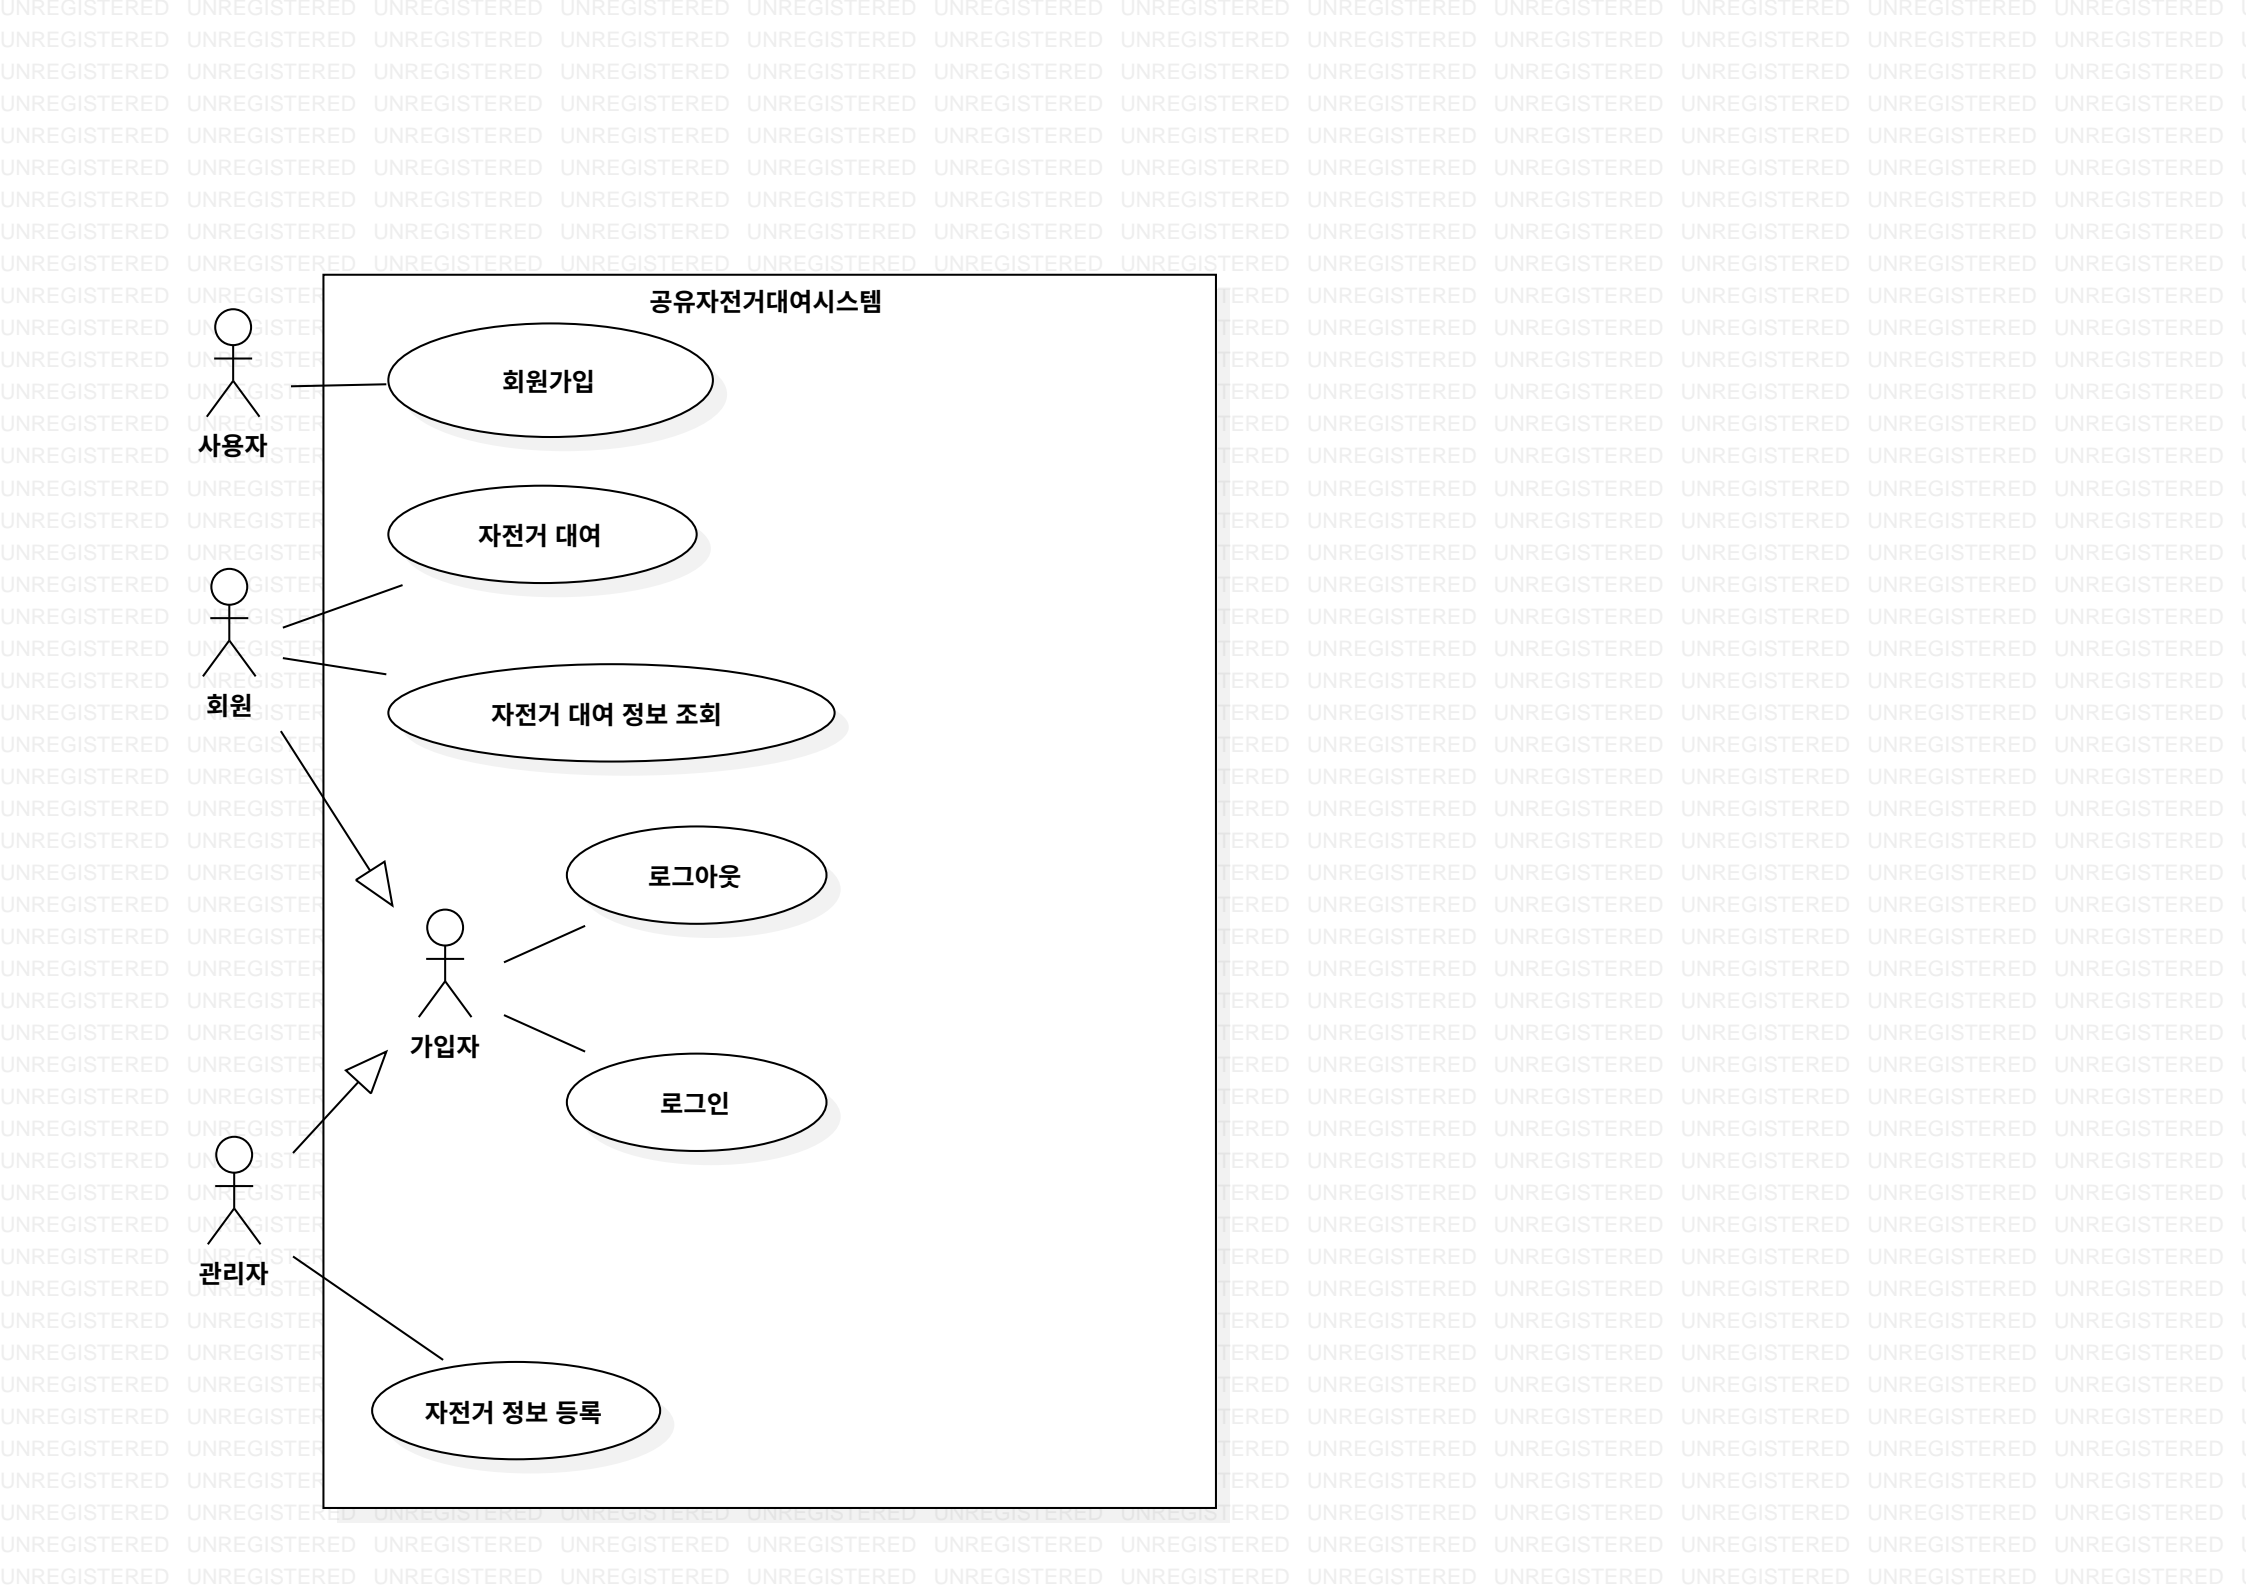 공유자전거대여시스템
회원가입
사용자
자전거 대여
회원
자전거 대여 정보 조회
로그아웃
가입자
로그인
관리자
자전거 정보 등록
UNREGISTERED